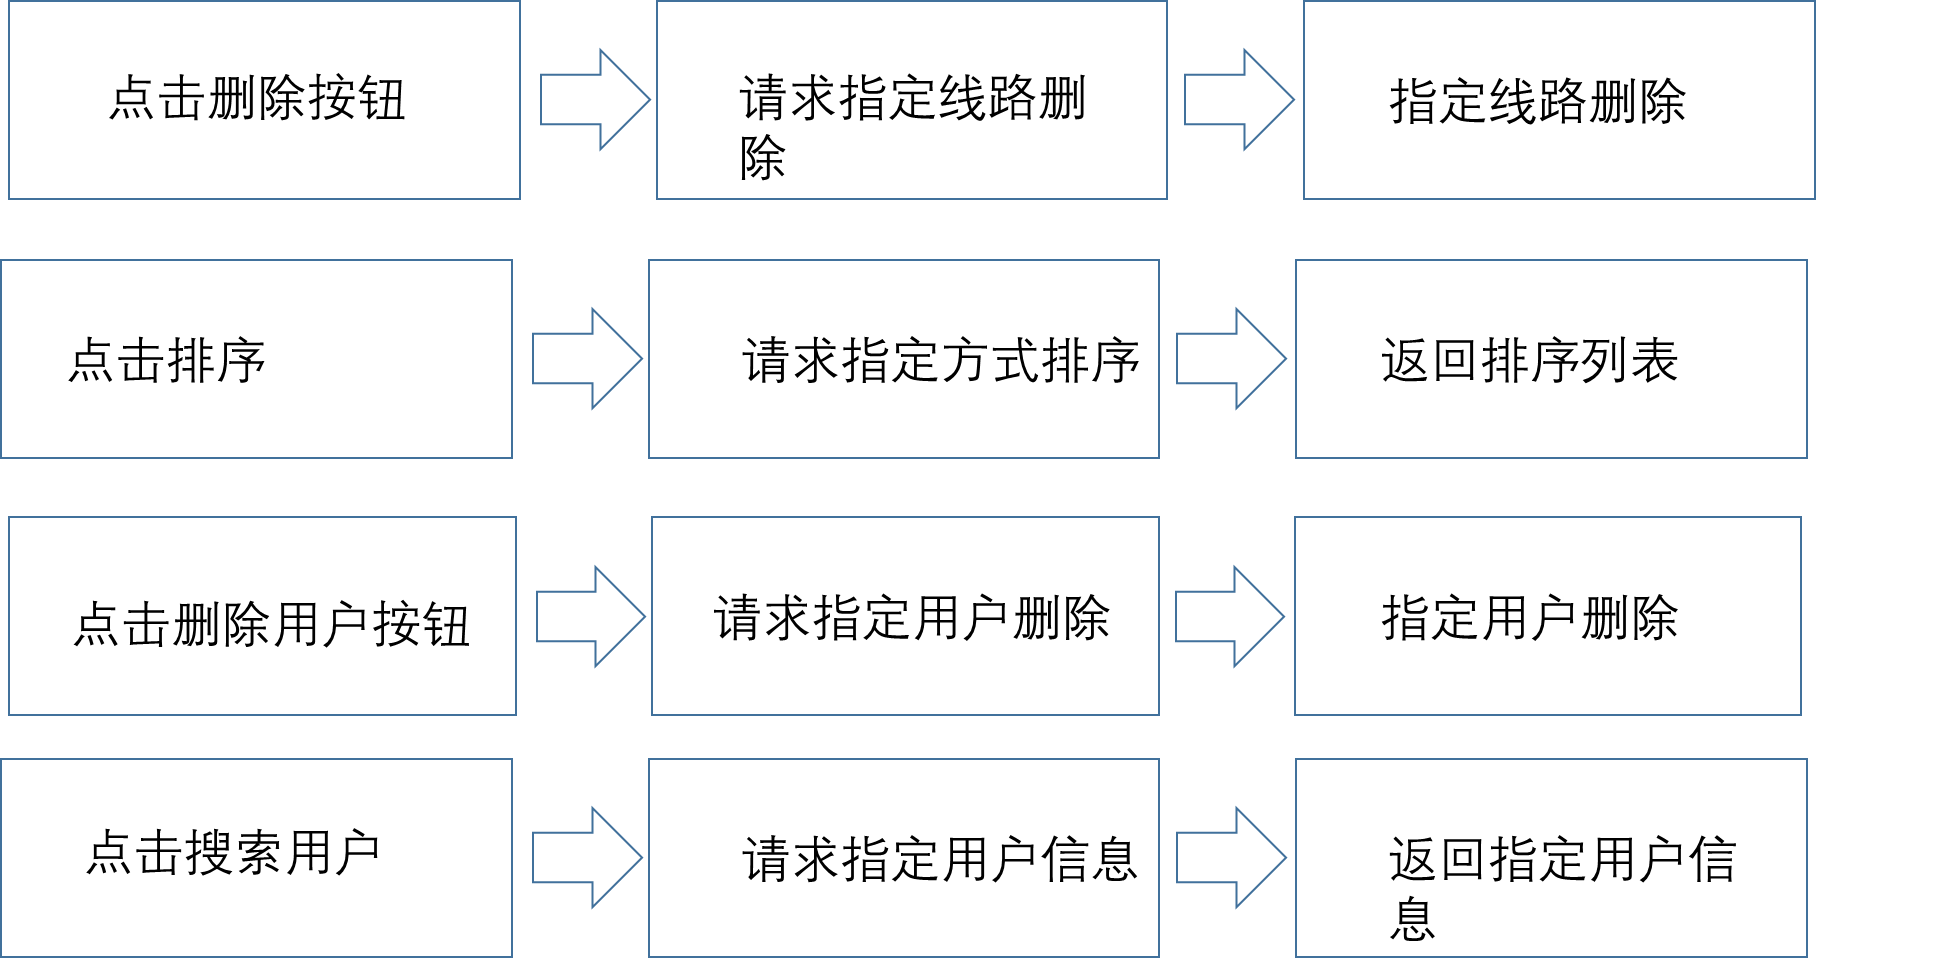 点击删除按钮
请求指定线路删
除
指定线路删除
点击排序
请求指定方式排序
返回排序列表
点击删除用户按钮
请求指定用户删除
指定用户删除
点击搜索用户
请求指定用户信息
返回指定用户信
息